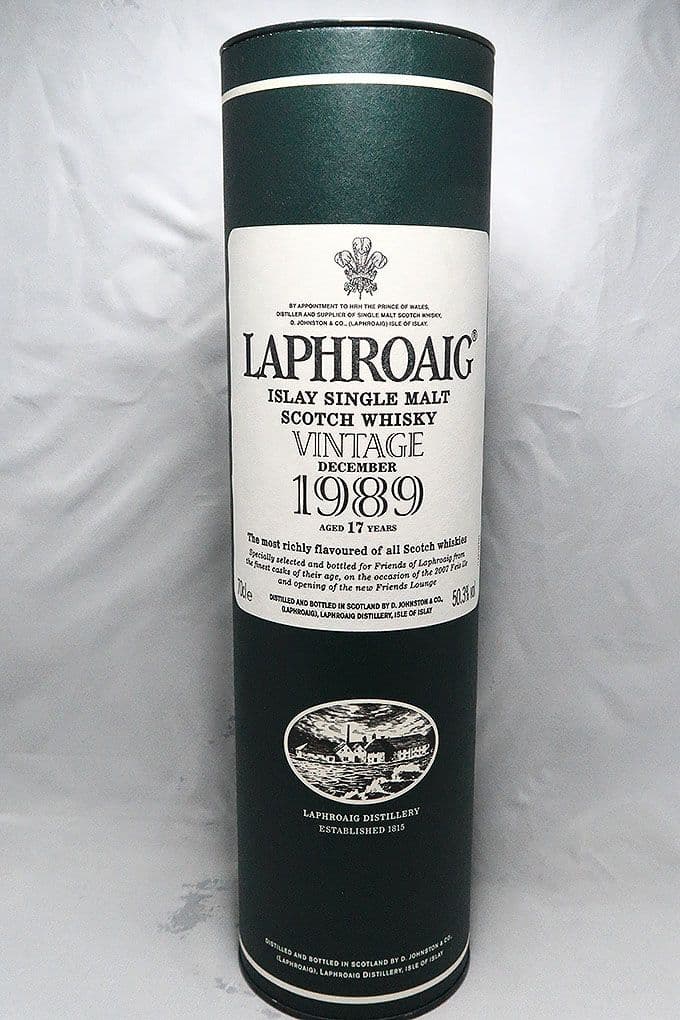 BY APPOINTMENT TO HRH THE PRINCE OF WALES,
DISTILLER AND SUPPLIER OF SINGLE MALT SCOTCH WHISKY,
D. JOHNSTON & CO., (LAPHROAIG) ISLE OF ISLAY.
LAPHROAIG®
ISLAY SINGLE MALT
SCOTCH WHISKY
VINTAGE
DECEMBER
1989
AGED 17 YEARS
The most richly flavoured of all Scotch whiskies
Specially selected and bottled for Friends of Laphroaig from
the finest casks of their age, on the occasion of the 2007 Feis Ile
and opening of the new Friends Lounge
70cl e
DISTILLED AND BOTTLED IN SCOTLAND BY D. JOHNSTON & CO.,
(LAPHROAIG), LAPHROAIG DISTILLERY, ISLE OF ISLAY
50.3% vol
LAPHROAIG DISTILLERY
ESTABLISHED 1815
DISTILLED AND BOTTLED IN SCOTLAND BY D. JOHNSTON & CO.,
(LAPHROAIG), LAPHROAIG DISTILLERY, ISLE OF ISLAY